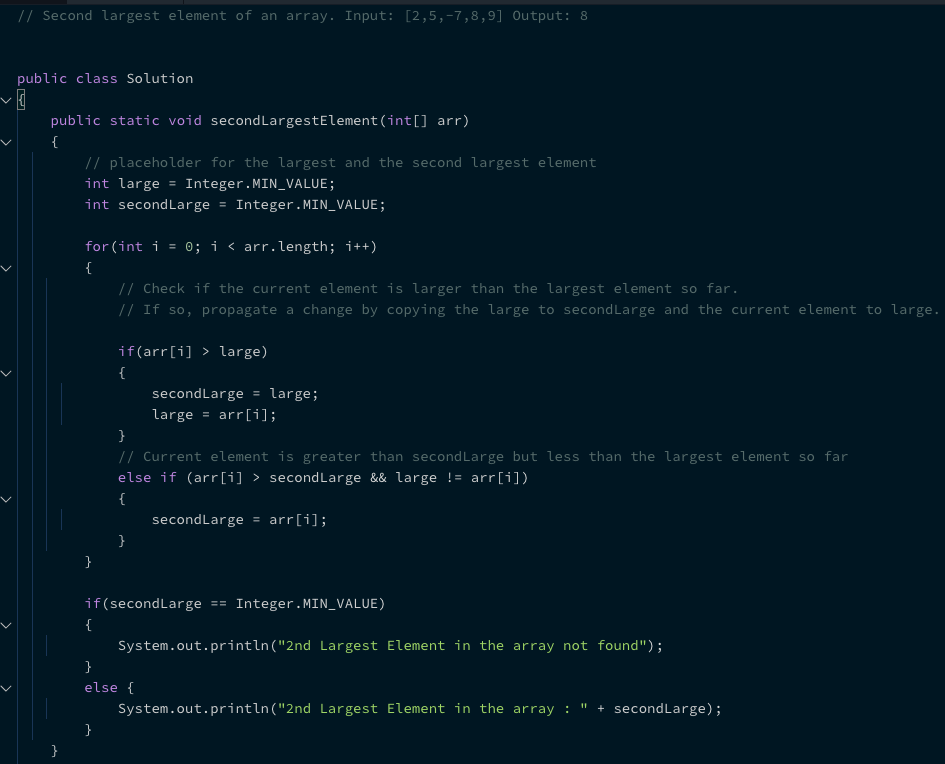 // Second largest element of an array. Input: [2,5,-7,8,9] Output: 8
public class Solution
{
public static void secondLargestElement(int[] arr)
{
// placeholder for the largest and the second largest element
int large = Integer.MIN_VALUE;
int secondLarge = Integer.MIN_VALUE;
for(int i = 0; i < arr.length; i++)
{
// Check if the current element is larger than the largest element so far.
// If so, propagate a change by copying the large to secondLarge and the current element to large.
if(arr[i] > large)
{
secondLarge = large;
large = arr[i];
}
// Current element is greater than secondLarge but less than the largest element so far
else if (arr[i] > secondLarge && large != arr[i])
{
secondLarge = arr[i];
}
}
if(secondLarge == Integer.MIN_VALUE)
{
System.out.println("2nd Largest Element in the array not found");
}
else {
System.out.println("2nd Largest Element in the array : " + secondLarge);
}
}